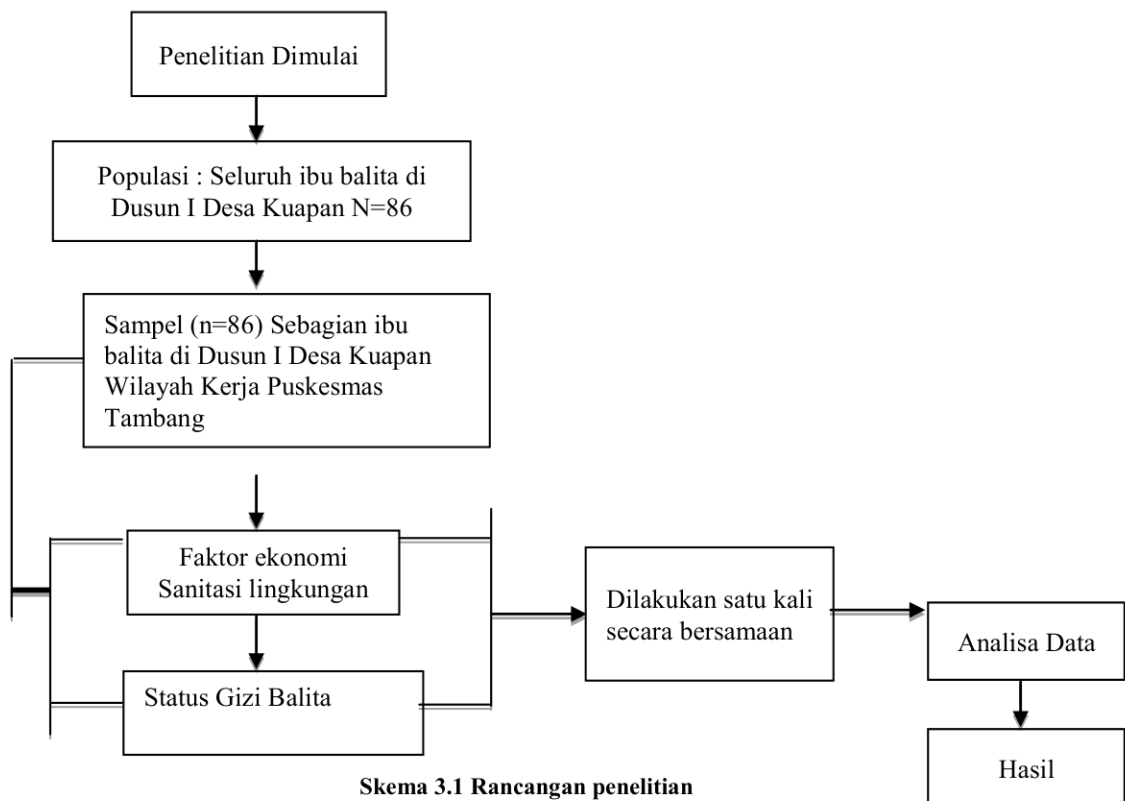 Penelitian Dimulai
Populasi : Seluruh ibu balita di
Dusun I Desa Kuapan N=86
Sampel (n=86) Sebagian ibu
balita di Dusun I Desa Kuapan
Wilayah Kerja Puskesmas
Tambang
Faktor ekonomi
Sanitasi lingkungan
Status Gizi Balita
Dilakukan satu kali
secara bersamaan
Analisa Data
Hasil
Skema 3.1 Rancangan penelitian